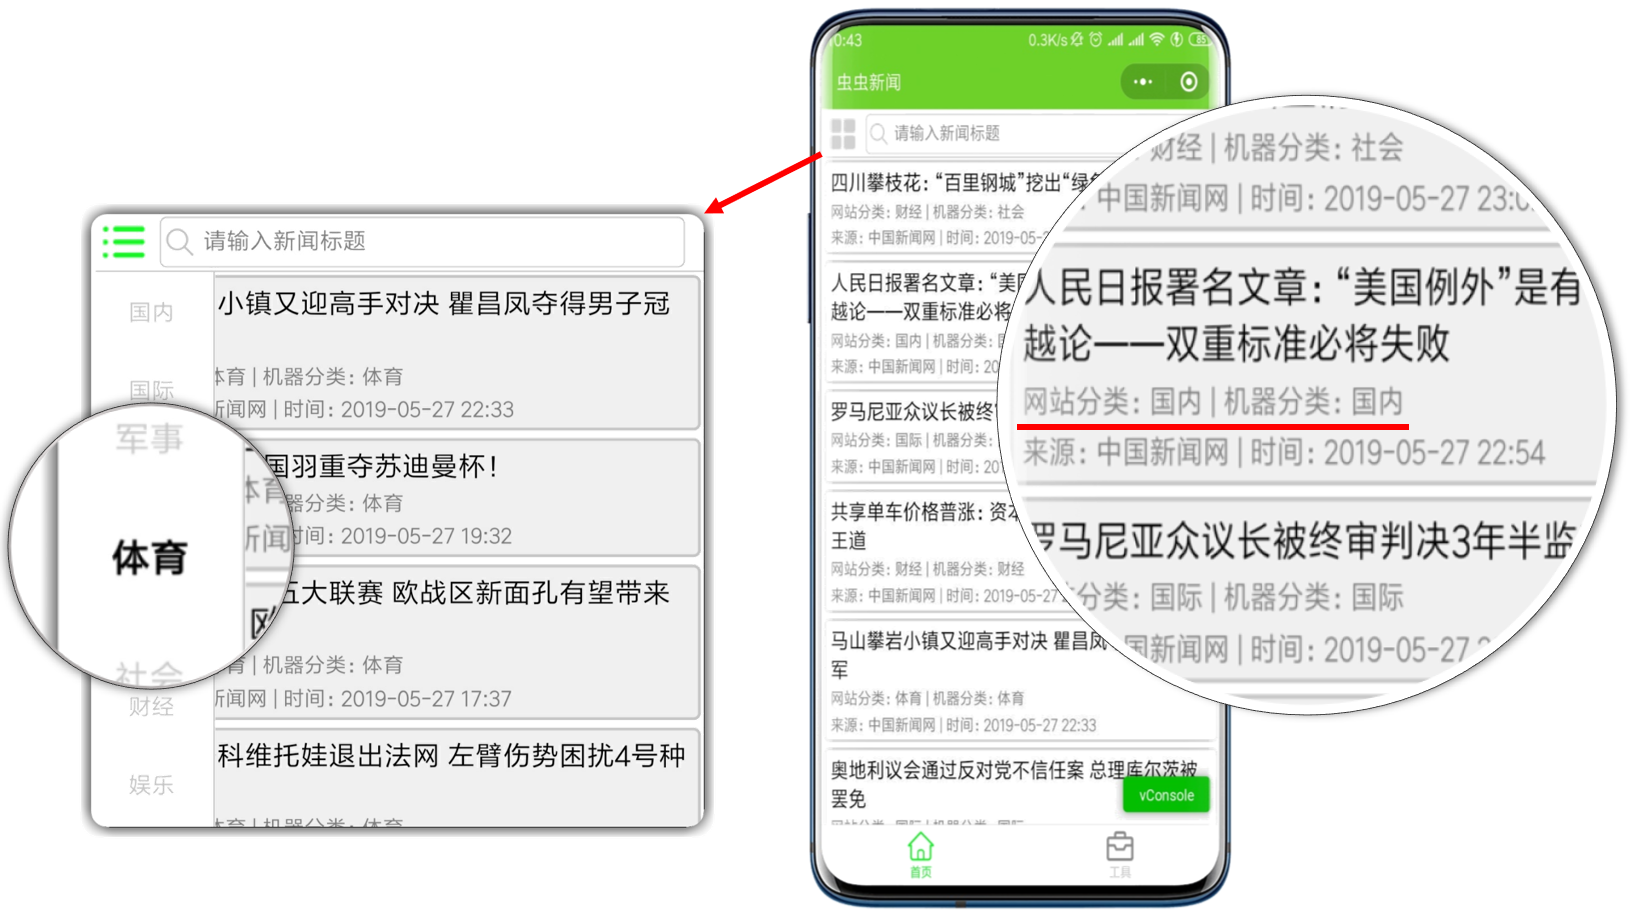 请输入新闻标题
国内
国际
军事
体育
社会
财经
娱乐
小镇又迎高手对决 瞿昌凤夺得男子冠
体育 | 机器分类: 体育
新闻网 | 时间: 2019-05-27 22:33
国羽重夺苏迪曼杯!
体育
器分类: 体育
新闻
时间: 2019-05-27 19:32
五大联赛 欧战区新面孔有望带来
欧
育 | 机器分类: 体育
新闻网 | 时间: 2019-05-27 17:37
科维托娃退出法网 左臂伤势困扰4号种
体育 | 机器分类: 体育
0:43
0.3K/s
85
虫虫新闻
请输入新闻标题
四川攀枝花: “百里钢城”挖出“绿
网站分类: 财经 | 机器分类: 社会
来源: 中国新闻网 | 时间: 2019-05-2
人民日报署名文章: “美
越论——双重标准必将
网站分类: 国内 | 机器分类:
来源: 中国新闻网 | 时间: 20
罗马尼亚众议长被终
网站分类: 国际 | 机器分类:
来源: 中国新闻网 | 时间: 20
共享单车价格普涨: 资本
王道
网站分类: 财经 | 机器分类: 财经
来源: 中国新闻网 | 时间: 2019-05-27
马山攀岩小镇又迎高手对决 瞿昌凤
军
网站分类: 体育 | 机器分类: 体育
来源: 中国新闻网 | 时间: 2019-05-27 22:33
奥地利议会通过反对党不信任案 总理库尔茨被
罢免
网站分类: 国际 | 机器分类: 国际
vConsole
首页
工具
财经 | 机器分类: 社会
中国新闻网 | 时间: 2019-05-27 23:0
人民日报署名文章: “美国例外”是有
越论——双重标准必将失败
网站分类: 国内 | 机器分类: 国内
来源: 中国新闻网 | 时间: 2019-05-27 22:54
罗马尼亚众议长被终审判决3年半监
分类: 国际 | 机器分类: 国际
国新闻网 | 时间: 2019-05-27 2